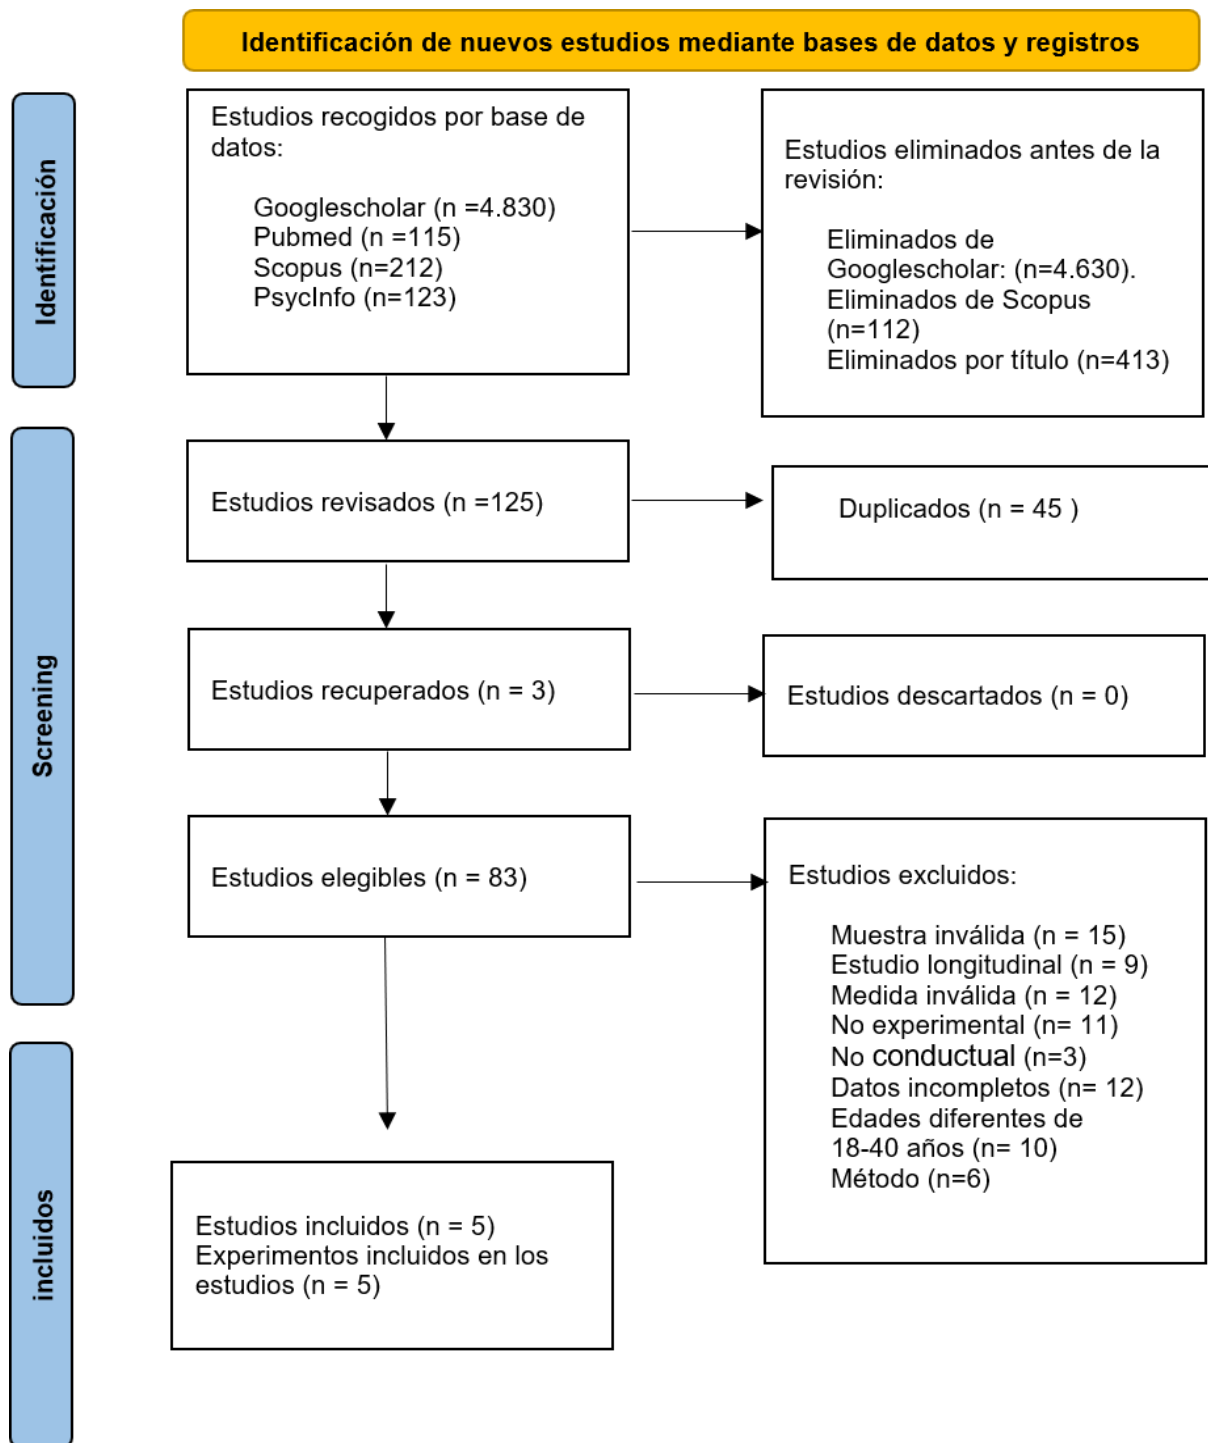 Identificación de nuevos estudios mediante bases de datos y registros
Identificación
Estudios recogidos por base de
datos:
Googlescholar (n =4.830)
Pubmed (n =115)
Scopus (n=212)
PsycInfo (n=123)
Estudios eliminados antes de la
revisión:
Eliminados de
Googlescholar: (n=4.630).
Eliminados de Scopus
(n=112)
Eliminados por título (n=413)
Screening
Estudios revisados (n =125)
Duplicados (n = 45 )
Estudios recuperados (n = 3)
Estudios descartados (n = 0)
Estudios elegibles (n = 83)
Estudios excluidos:
Muestra inválida (n = 15)
Estudio longitudinal (n = 9)
Medida inválida (n = 12)
No experimental (n= 11)
No conductual (n=3)
Datos incompletos (n= 12)
Edades diferentes de
18-40 años (n= 10)
Método (n=6)
incluidos
Estudios incluidos (n = 5)
Experimentos incluidos en los
estudios (n = 5)